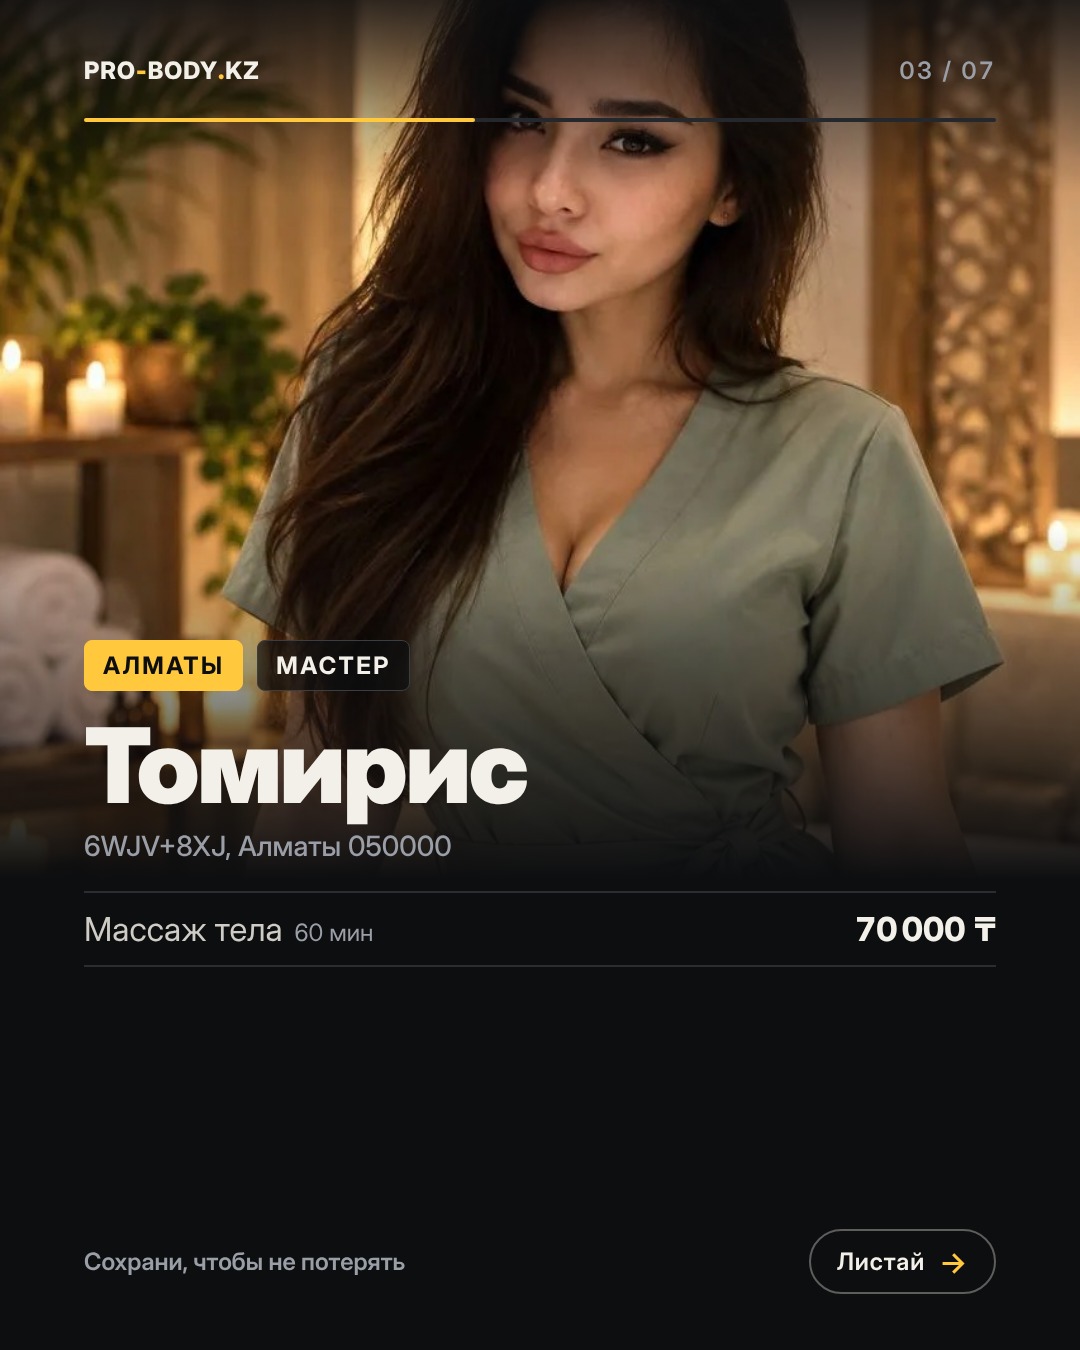 PRO-BODY.KZ
03 / 07
АЛМАТЫ
МАСТЕР
Томирис
6WJV+8XJ, Алматы 050000
Массаж тела 60 мин
70 000 ₸
Сохрани, чтобы не потерять
Листай →